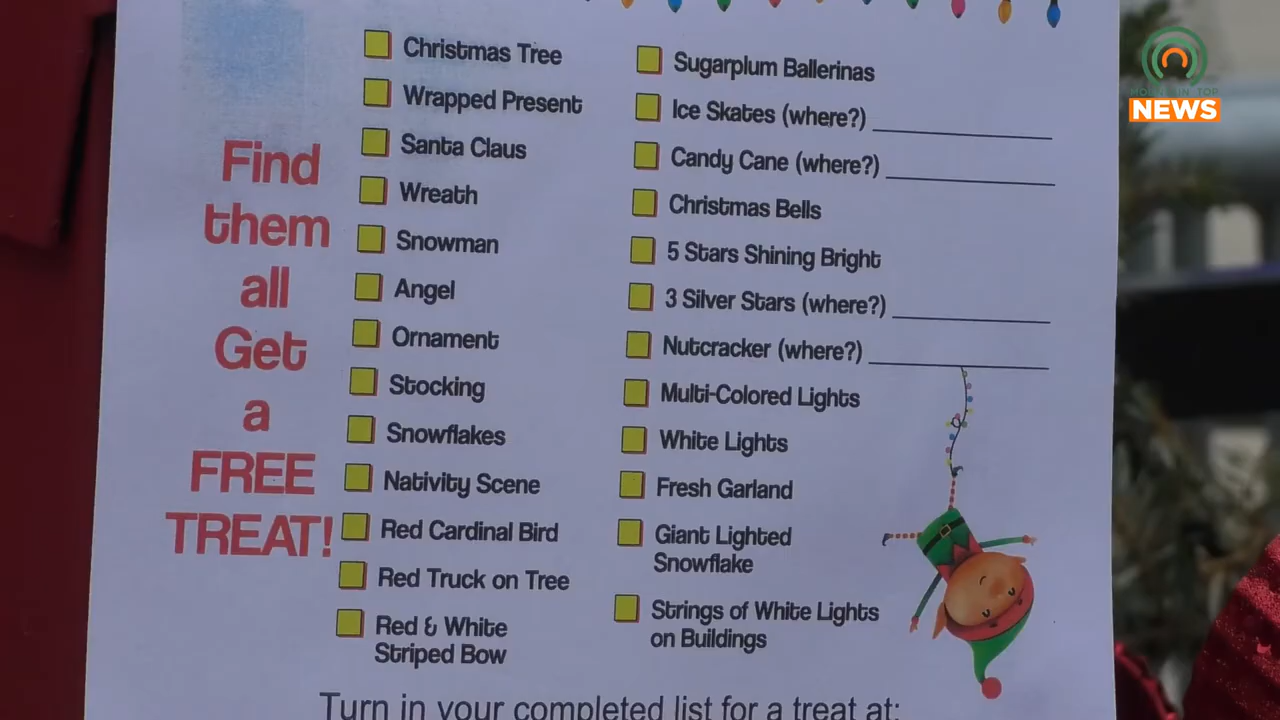 Find
them
all
Get
a
FREE
TREAT!
Christmas Tree
Wrapped Present
Santa Claus
Wreath
Snowman
Angel
Ornament
Stocking
Snowflakes
Nativity Scene
Red Cardinal Bird
Red Truck on Tree
Red & White
Striped Bow
Sugarplum Ballerinas
Ice Skates (where?)
Candy Cane (where?)
Christmas Bells
5 Stars Shining Bright
3 Silver Stars (where?)
Nutcracker (where?)
Multi-Colored Lights
White Lights
Fresh Garland
Giant Lighted
Snowflake
Strings of White Lights
on Buildings
Turn in your completed list for a treat at:
MOUNTAIN TOP
NEWS